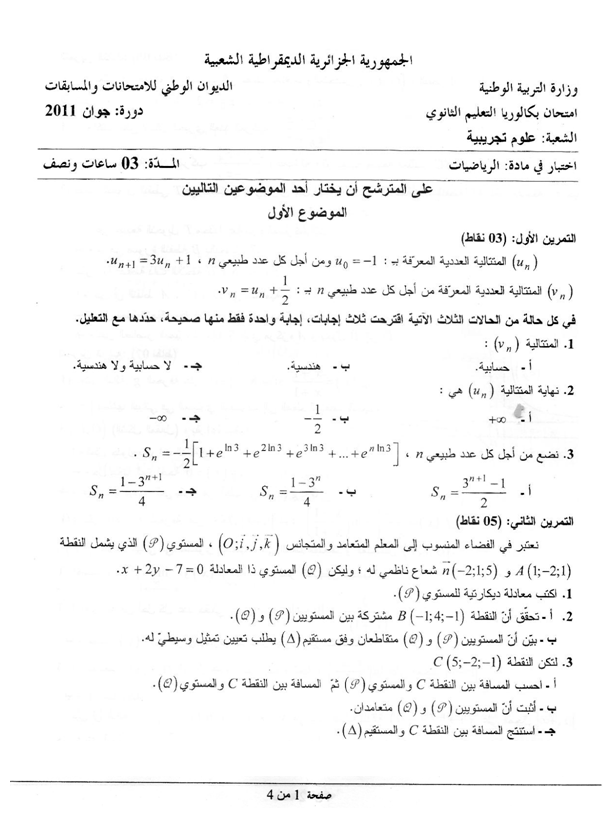 الجمهورية الجزائرية الديمقراطية الشعبية
وزارة التربية الوطنية الديوان الوطني للامتحانات والمسابقات
امتحان بكالوريا التعليم الثانوي دورة: جوان 2011
الشعبة: علوم تجريبية
اختبار في مادة: الرياضيات المـدّة: 03 ساعات ونصف
على المترشح أن يختار أحد الموضوعين التاليين
الموضوع الأول
التمرين الأول: (03 نقاط)
(u_n) المتتالية العددية المعرّفة بـ : u_0 = -1 ومن أجل كل عدد طبيعي n ، u_{n+1} = 3u_n + 1.
(v_n) المتتالية العددية المعرّفة من أجل كل عدد طبيعي n بـ : v_n = u_n + 1/2.
في كل حالة من الحالات الثلاث الآتية اقترحت ثلاث إجابات، إجابة واحدة فقط منها صحيحة، حدّدها مع التعليل.
1. المتتالية (v_n) :
أ - حسابية. ب - هندسية. جـ - لا حسابية ولا هندسية.
2. نهاية المتتالية (u_n) هي :
أ - +∞ ب - -1/2 جـ - -∞
3. نضع من أجل كل عدد طبيعي n ، S_n = -1/2[1 + e^{ln3} + e^{2ln3} + e^{3ln3} + ... + e^{n ln3}] .
أ - S_n = (3^{n+1} - 1)/2 ب - S_n = (1 - 3^n)/4 جـ - S_n = (1 - 3^{n+1})/4
التمرين الثاني: (05 نقاط)
نعتبر في الفضاء المنسوب إلى المعلم المتعامد والمتجانس (O; i⃗, j⃗, k⃗) ، المستوي (𝒫) الذي يشمل النقطة
A(1;-2;1) و n⃗(-2;1;5) شعاع ناظمي له ؛ وليكن (𝒬) المستوي ذا المعادلة x + 2y - 7 = 0.
1. اكتب معادلة ديكارتية للمستوي (𝒫).
2. أ - تحقّق أنّ النقطة B(-1;4;-1) مشتركة بين المستويين (𝒫) و (𝒬).
ب - بيّن أنّ المستويين (𝒫) و (𝒬) متقاطعان وفق مستقيم (Δ) يطلب تعيين تمثيل وسيطيّ له.
3. لتكن النقطة C(5;-2;-1)
أ - احسب المسافة بين النقطة C والمستوي (𝒫) ثمّ المسافة بين النقطة C والمستوي (𝒬).
ب - أثبت أنّ المستويين (𝒫) و (𝒬) متعامدان.
جـ - استنتج المسافة بين النقطة C والمستقيم (Δ).
صفحة 1 من 4